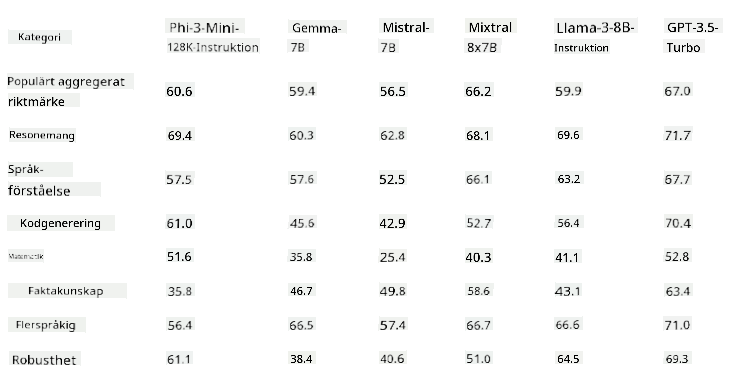 Kategori Phi-3-Mini-128K-Instruktion Gemma-7B Mistral-7B Mixtral 8x7B Llama-3-8B-Instruktion GPT-3.5-Turbo
Populärt aggregerat riktmärke 60.6 59.4 56.5 66.2 59.9 67.0
Resonemang 69.4 60.3 62.8 68.1 69.6 71.7
Språk-förståelse 57.5 57.6 52.5 66.1 63.2 67.7
Kodgenerering 61.0 45.6 42.9 52.7 56.4 70.4
Matematik 51.6 35.8 25.4 40.3 41.1 52.8
Faktakunskap 35.8 46.7 49.8 58.6 43.1 63.4
Flerspråkig 56.4 66.5 57.4 66.7 66.6 71.0
Robusthet 61.1 38.4 40.6 51.0 64.5 69.3